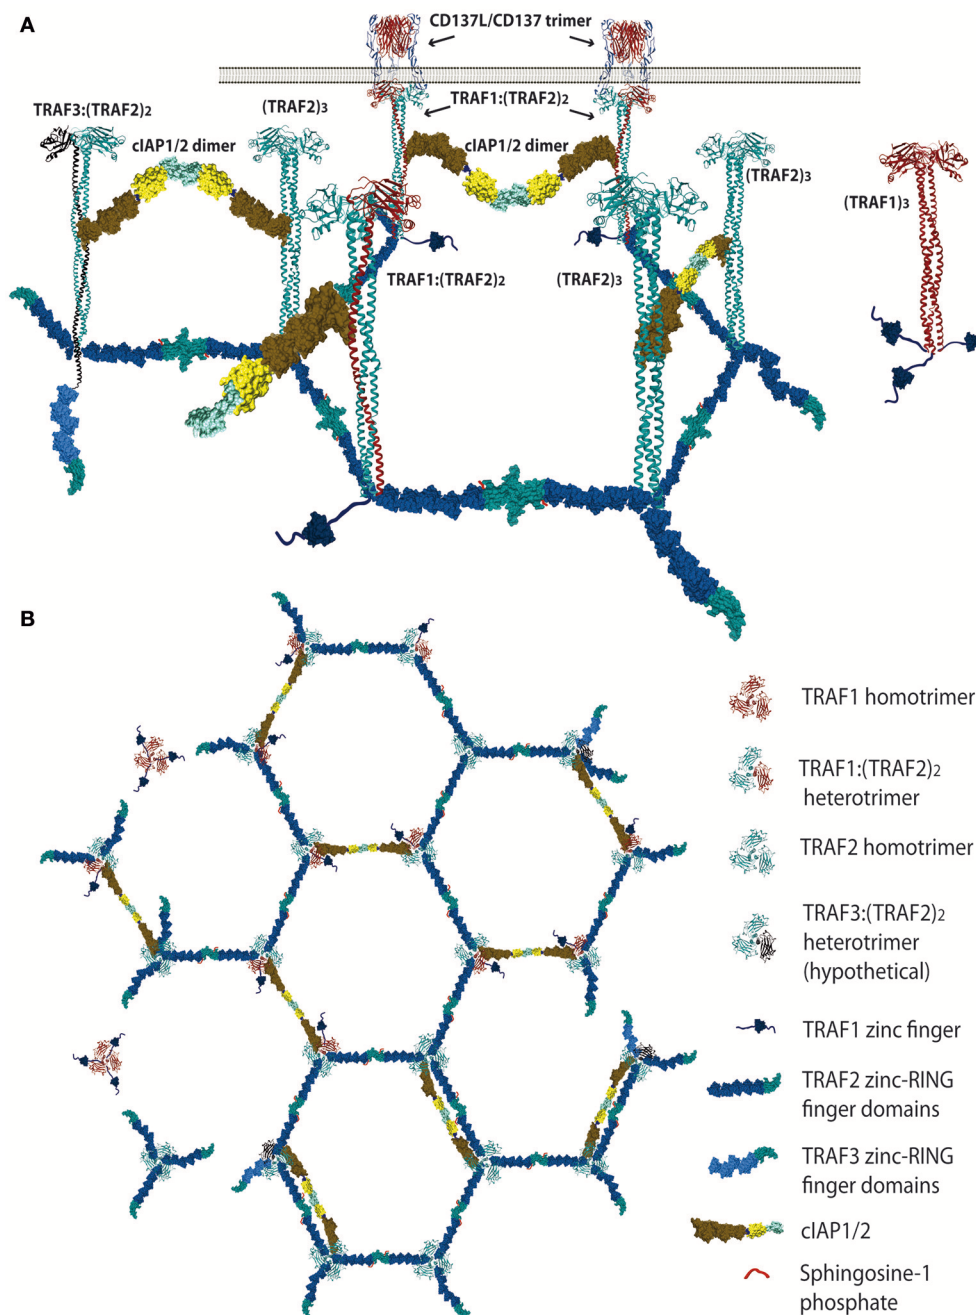 A
CD137L/CD137 trimer
TRAF3:(TRAF2)2
(TRAF2)3
TRAF1:(TRAF2)2
cIAP1/2 dimer
cIAP1/2 dimer
(TRAF2)3
(TRAF1)3
TRAF1:(TRAF2)2
(TRAF2)3
B
TRAF1 homotrimer
TRAF1:(TRAF2)2
heterotrimer
TRAF2 homotrimer
TRAF3:(TRAF2)2
heterotrimer
(hypothetical)
TRAF1 zinc finger
TRAF2 zinc-RING
finger domains
TRAF3 zinc-RING
finger domains
cIAP1/2
Sphingosine-1
phosphate